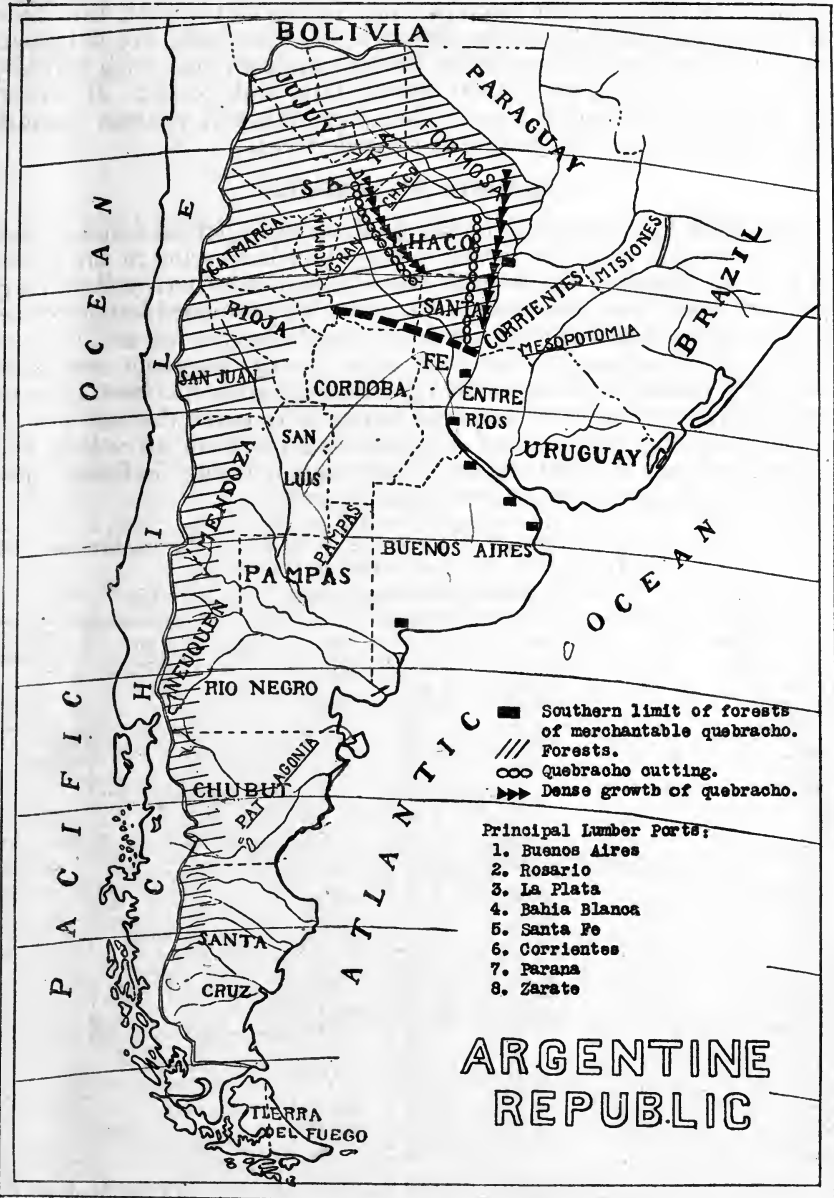 BOLIVIA
PARAGUAY
JUJUY
FORMOSA
SALTA
CHACO
GRAN
CHACO
TUCUMAN
CATMARGA
MISIONES
CORRIENTES
BRAZIL
RIOJA
SANTA
FE
MESOPOTOMIA
SAN JUAN
CORDOBA
ENTRE
RIOS
SAN
LUIS
URUGUAY
MENDOZA
PAMPAS
BUENOS AIRES
PAMPAS
NEUQUEN
RIO NEGRO
CHUBUT
PATAGONIA
SANTA
CRUZ
TIERRA
DEL FUEGO
CHILE
PACIFIC OCEAN
ATLANTIC OCEAN
Southern limit of forests
of merchantable quebracho.
/// Forests.
Quebracho cutting.
Dense growth of quebracho.
Principal Lumber Ports:
1. Buenos Aires
2. Rosario
3. La Plata
4. Bahia Blanca
5. Santa Fe
6. Corrientes
7. Parana
8. Zarate
ARGENTINE
REPUBLIC